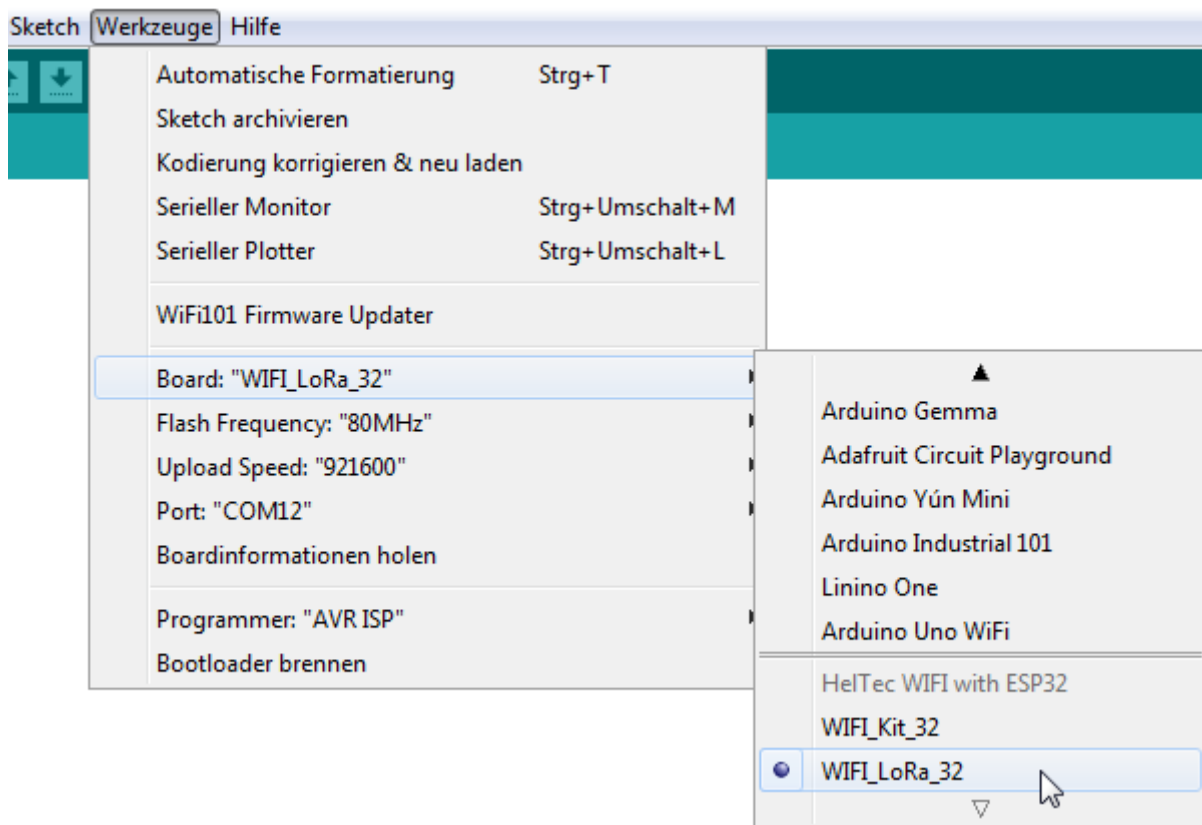 Sketch Werkzeuge Hilfe
Automatische Formatierung Strg+T
Sketch archivieren
Kodierung korrigieren & neu laden
Serieller Monitor Strg+Umschalt+M
Serieller Plotter Strg+Umschalt+L
WiFi101 Firmware Updater
Board: "WIFI_LoRa_32"
Flash Frequency: "80MHz"
Upload Speed: "921600"
Port: "COM12"
Boardinformationen holen
Programmer: "AVR ISP"
Bootloader brennen
Arduino Gemma
Adafruit Circuit Playground
Arduino Yún Mini
Arduino Industrial 101
Linino One
Arduino Uno WiFi
HelTec WIFI with ESP32
WIFI_Kit_32
WIFI_LoRa_32